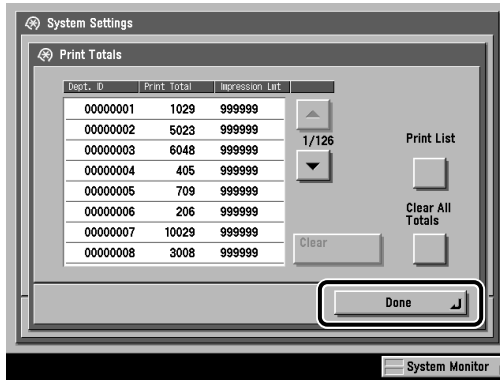 System Settings
Print Totals
Dept. ID Print Total Impression Lmt
00000001 1029 999999
00000002 5023 999999
00000003 6048 999999
00000004 405 999999
00000005 709 999999
00000006 206 999999
00000007 10029 999999
00000008 3008 999999
1/126
Print List
Clear All
Totals
Clear
Done
System Monitor